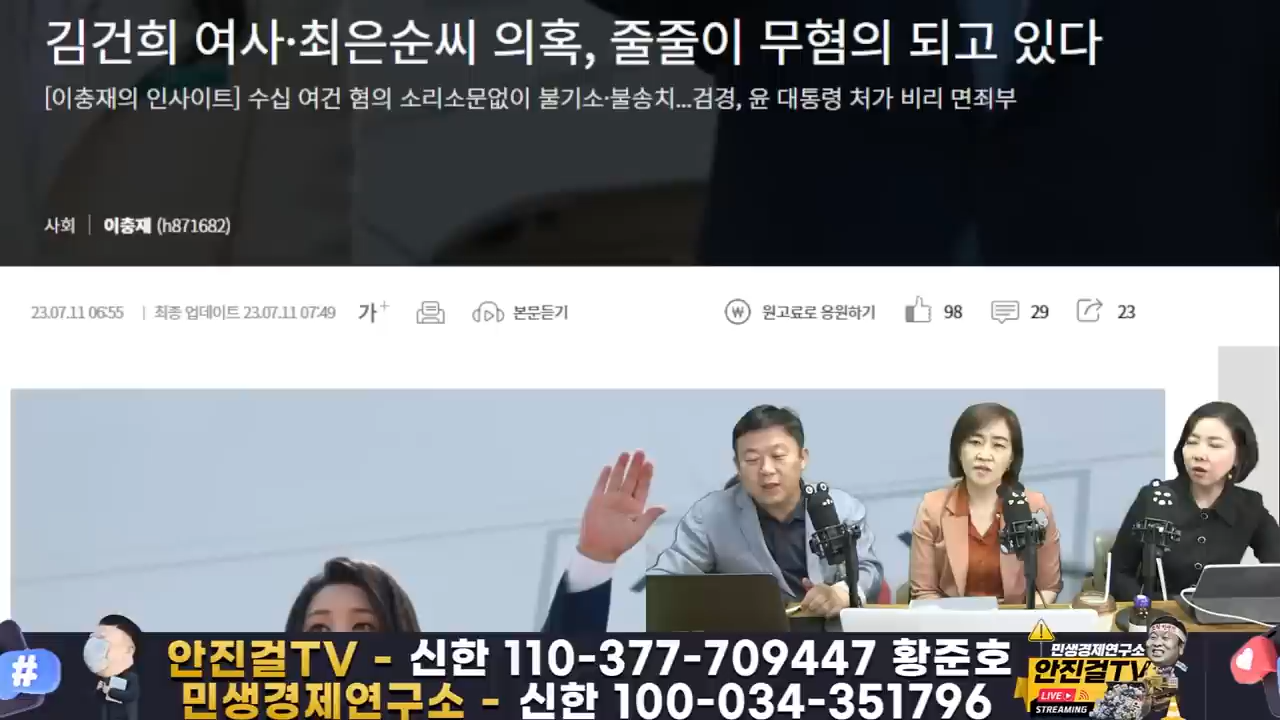 김건희 여사·최은순씨 의혹, 줄줄이 무혐의 되고 있다
[이충재의 인사이트] 수십 여건 혐의 소리소문없이 불기소·불송치...검경, 윤 대통령 처가 비리 면죄부
사회 | 이충재 (h871682)
23.07.11 06:55 | 최종 업데이트 23.07.11 07:49 가+ 본문듣기 원고료로 응원하기 98 29 23
안진걸TV - 신한 110-377-709447 황준호
민생경제연구소 - 신한 100-034-351796
#
민생경제연구소
안진걸TV
LIVE
STREAMING